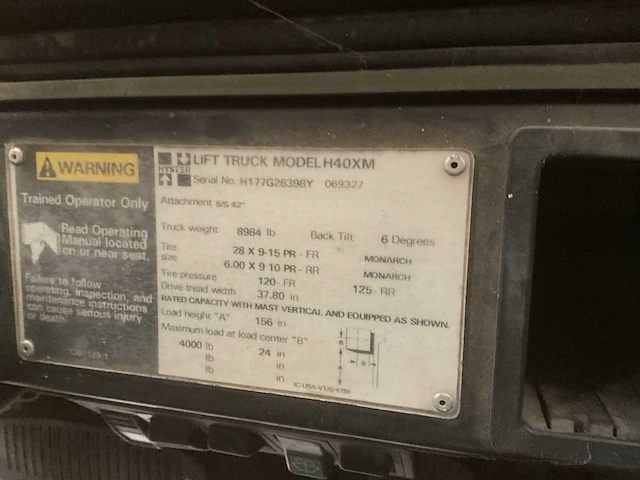 WARNING
Trained Operator Only
Read Operating
Manual located
on or near seat.
Failure to follow
operating, inspection, and
maintenance instructions
can cause serious injury
or death.
HYSTER
LIFT TRUCK MODEL H40XM
Serial No. H177G26398Y 069327
Attachment S/S 42"
Truck weight 8984 lb Back Tilt 6 Degrees
Tire size 28 X 9-15 PR - FR MONARCH
6.00 X 9 10 PR - RR MONARCH
Tire pressure 120 - FR 125 - RR
Drive tread width 37.80 in
RATED CAPACITY WITH MAST VERTICAL AND EQUIPPED AS SHOWN.
Load height "A" 156 in
Maximum load at load center "B"
4000 lb 24 in
lb in
lb in
B
B
A